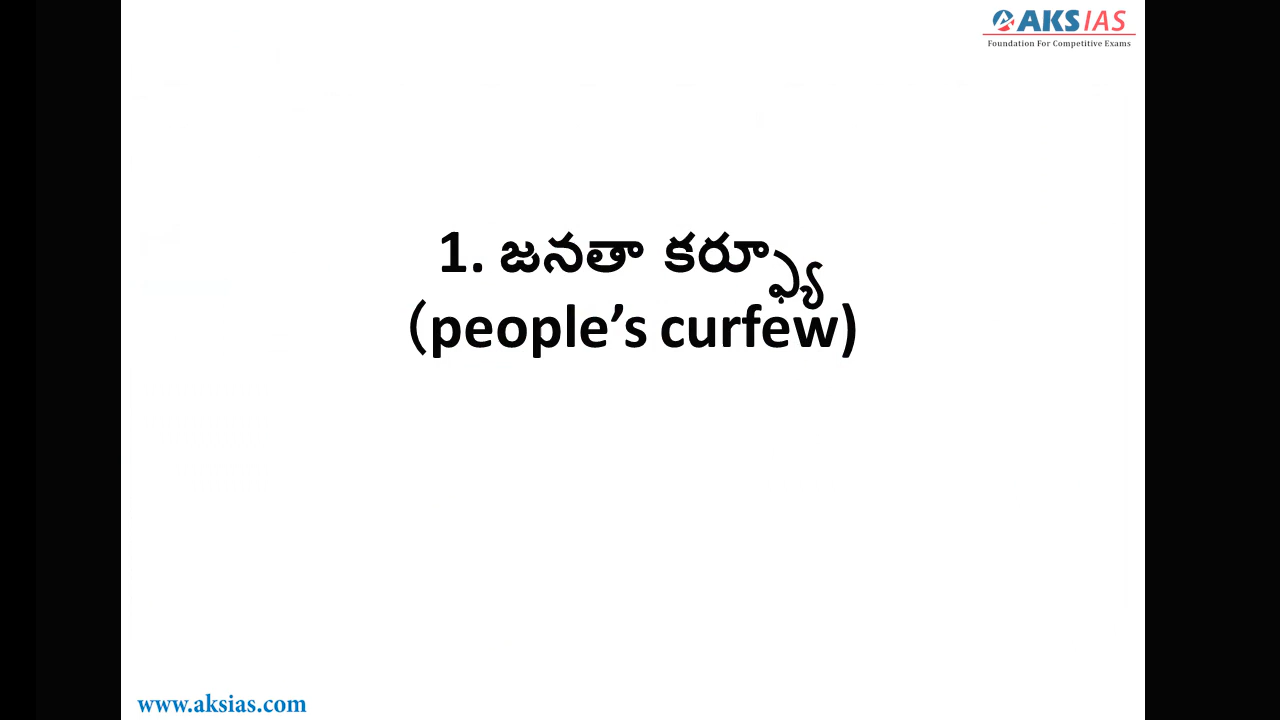 AKS IAS
Foundation For Competitive Exams
1. జనతా కర్ఫ్యూ
(people’s curfew)
www.aksias.com